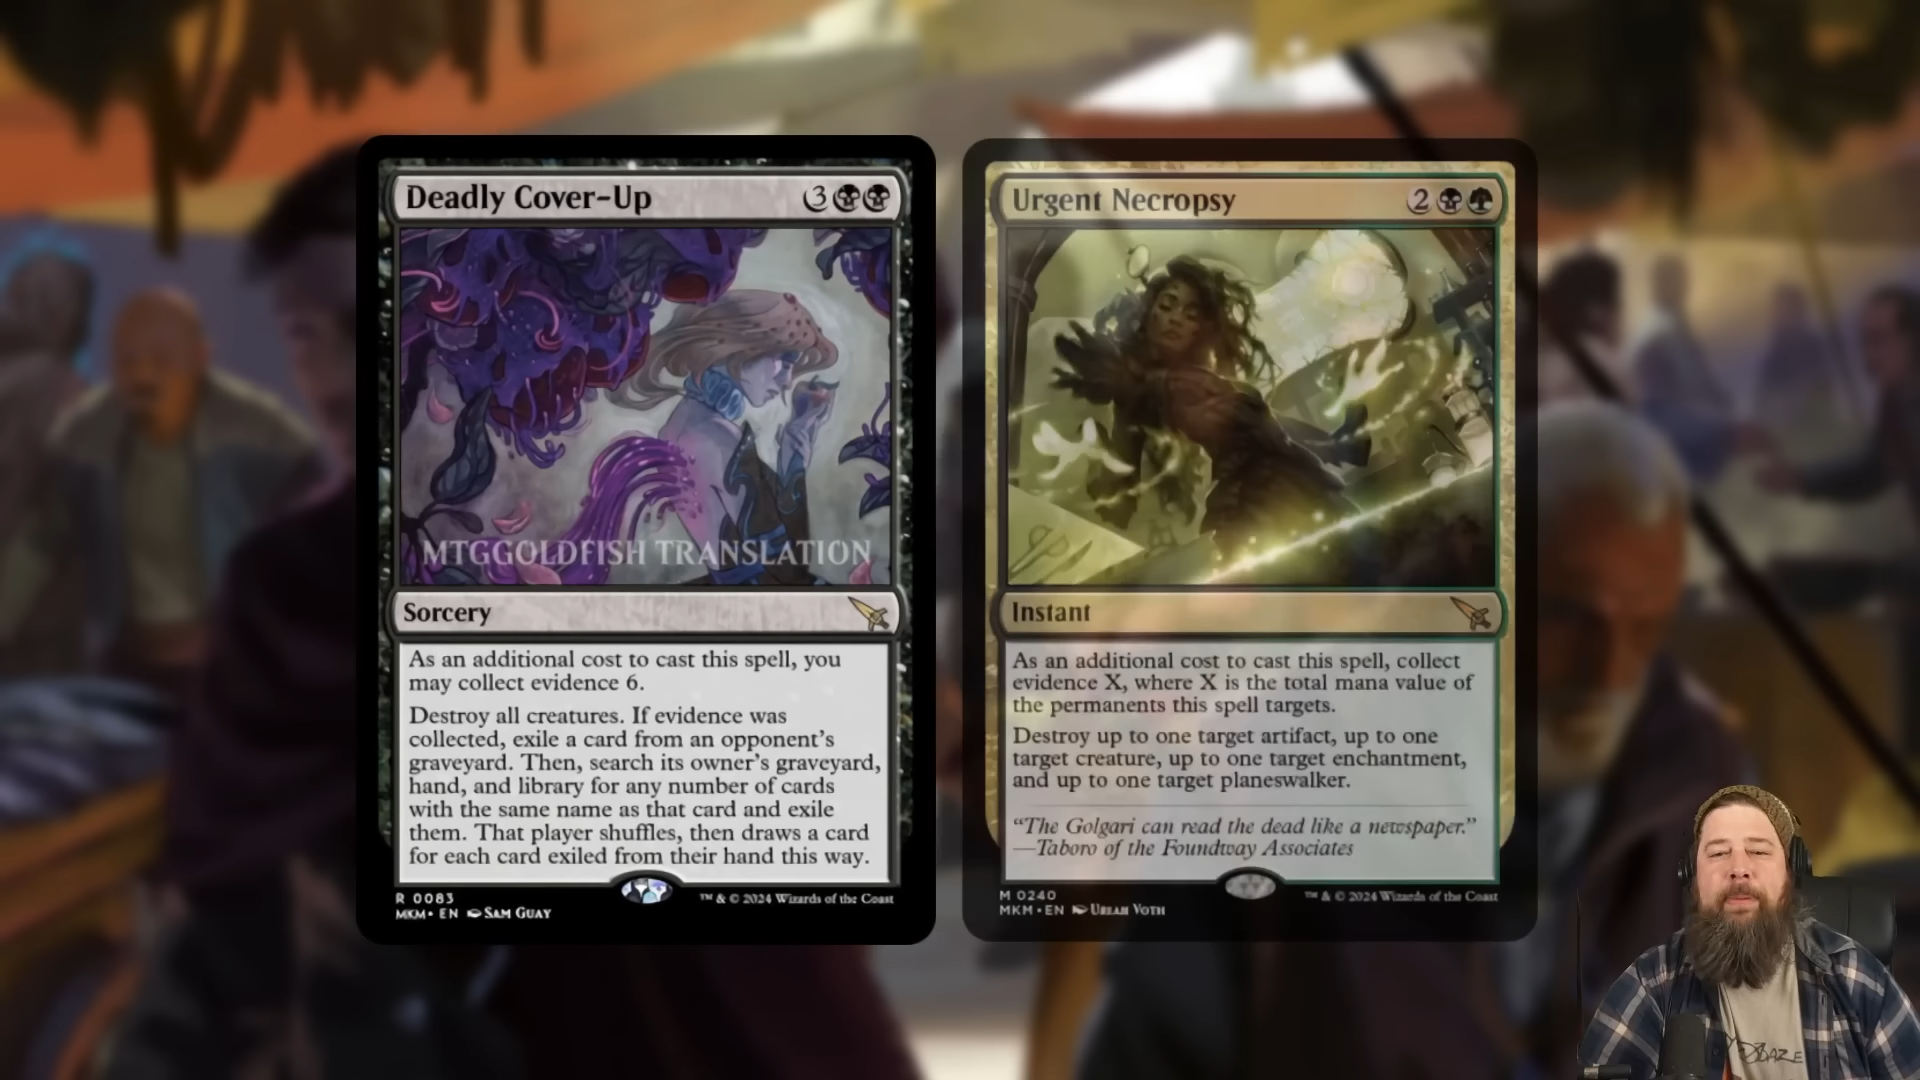 Deadly Cover-Up 3
MTGGOLDFISH TRANSLATION
Sorcery
As an additional cost to cast this spell, you
may collect evidence 6.
Destroy all creatures. If evidence was
collected, exile a card from an opponent's
graveyard. Then, search its owner's graveyard,
hand, and library for any number of cards
with the same name as that card and exile
them. That player shuffles, then draws a card
for each card exiled from their hand this way.
R 0083
MKM • EN SAM GUAY
™ & © 2024 Wizards of the Coast
Urgent Necropsy 2
Instant
As an additional cost to cast this spell, collect
evidence X, where X is the total mana value of
the permanents this spell targets.
Destroy up to one target artifact, up to one
target creature, up to one target enchantment,
and up to one target planeswalker.
"The Golgari can read the dead like a newspaper."
—Taboro of the Foundway Associates
M 0240
MKM • EN URIAH VOTH
™ & © 2024 Wizards of the Coast